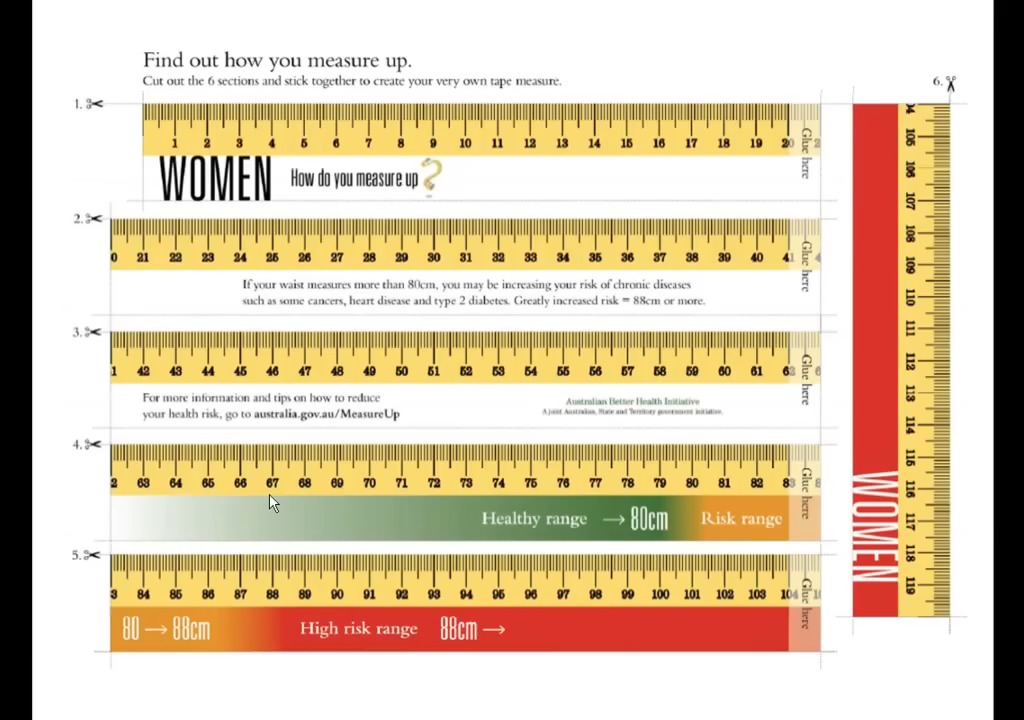 Find out how you measure up.
Cut out the 6 sections and stick together to create your very own tape measure.
1.
1 2 3 4 5 6 7 8 9 10 11 12 13 14 15 16 17 18 19 20
Glue here
WOMEN How do you measure up ?
2.
0 21 22 23 24 25 26 27 28 29 30 31 32 33 34 35 36 37 38 39 40 41
Glue here
If your waist measures more than 80cm, you may be increasing your risk of chronic diseases
such as some cancers, heart disease and type 2 diabetes. Greatly increased risk = 88cm or more.
3.
1 42 43 44 45 46 47 48 49 50 51 52 53 54 55 56 57 58 59 60 61 62
Glue here
For more information and tips on how to reduce
your health risk, go to australia.gov.au/MeasureUp
Australian Better Health Initiative
A joint Australian, State and Territory government initiative.
4.
2 63 64 65 66 67 68 69 70 71 72 73 74 75 76 77 78 79 80 81 82 83
Glue here
Healthy range → 80cm Risk range
5.
3 84 85 86 87 88 89 90 91 92 93 94 95 96 97 98 99 100 101 102 103 104
Glue here
80 → 88cm High risk range 88cm →
6.
105 106 107 108 109 110 111 112 113 114 115 116 117 118 119
WOMEN